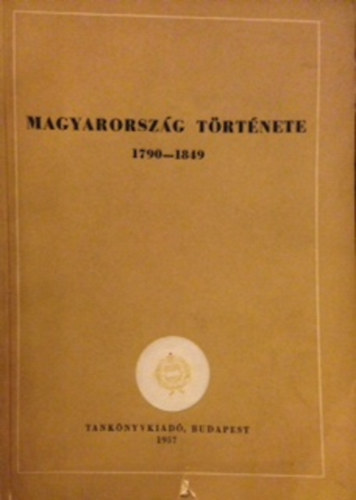 MAGYARORSZÁG TÖRTÉNETE
1790—1849
TANKÖNYVKIADÓ, BUDAPEST
1957